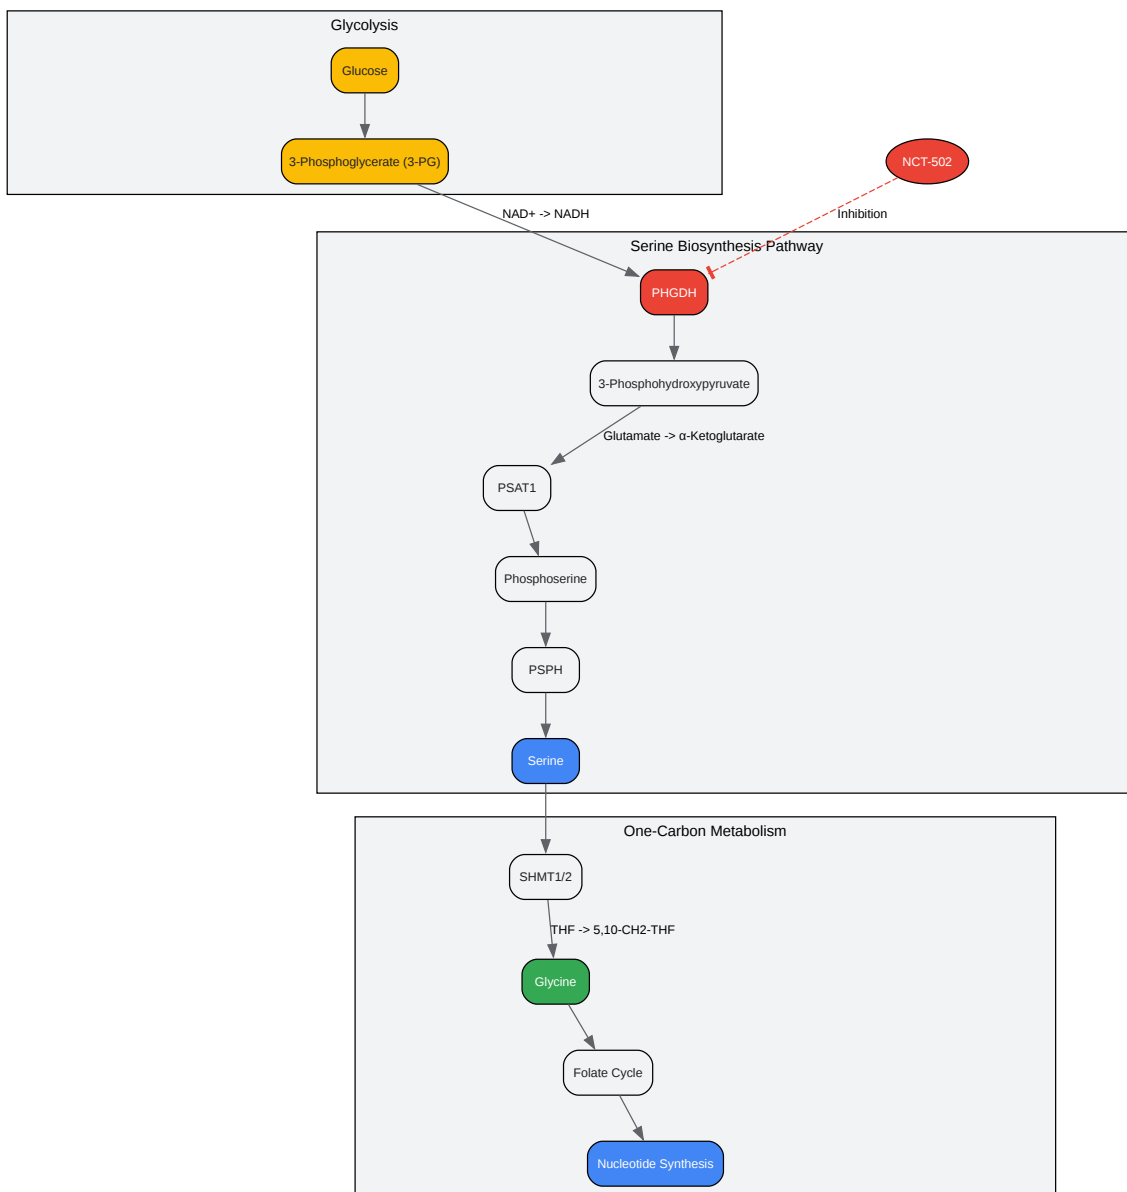 Glycolysis
Glucose
3-Phosphoglycerate (3-PG)
NCT-502
NAD+ -> NADH
Inhibition
Serine Biosynthesis Pathway
PHGDH
3-Phosphohydroxypyruvate
Glutamate -> α-Ketoglutarate
PSAT1
Phosphoserine
PSPH
Serine
One-Carbon Metabolism
SHMT1/2
THF -> 5,10-CH2-THF
Glycine
Folate Cycle
Nucleotide Synthesis